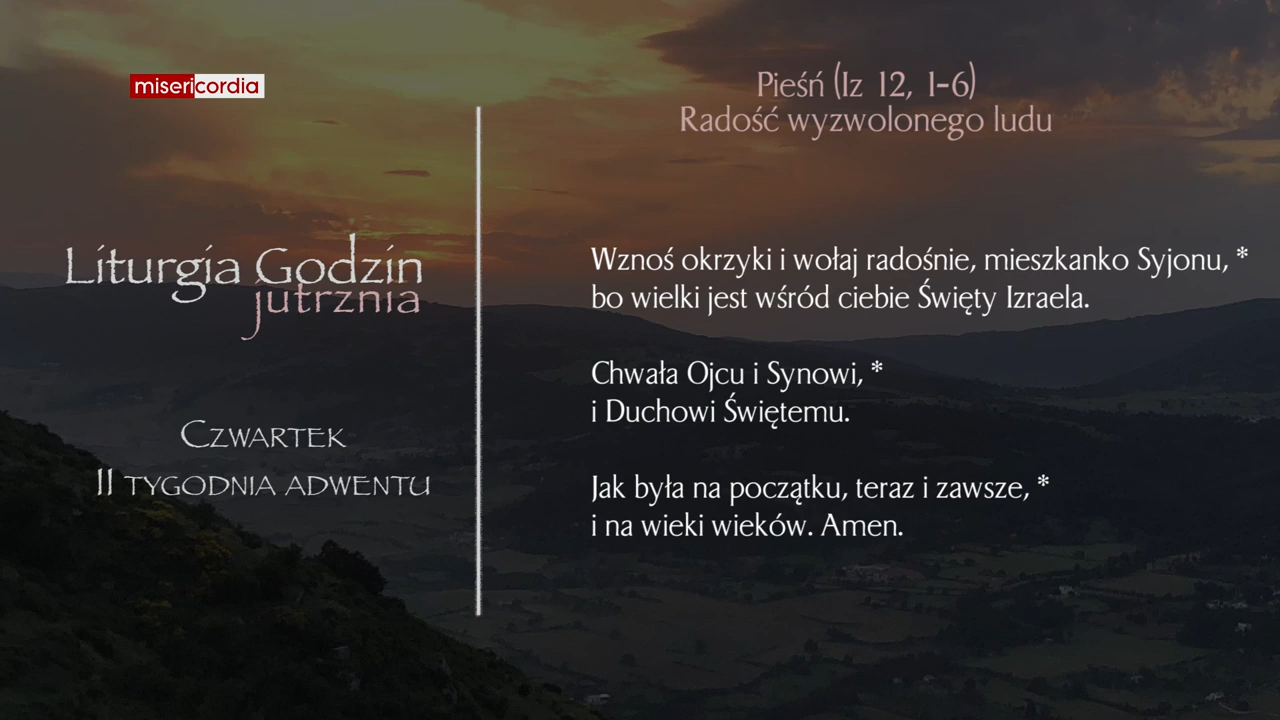 misericordia
Pieśń (Iz 12, 1-6)
Radość wyzwolonego ludu
Liturgia Godzin
jutrznia
Czwartek
II tygodnia adwentu
Wznoś okrzyki i wołaj radośnie, mieszkanko Syjonu, *
bo wielki jest wśród ciebie Święty Izraela.
Chwała Ojcu i Synowi, *
i Duchowi Świętemu.
Jak była na początku, teraz i zawsze, *
i na wieki wieków. Amen.